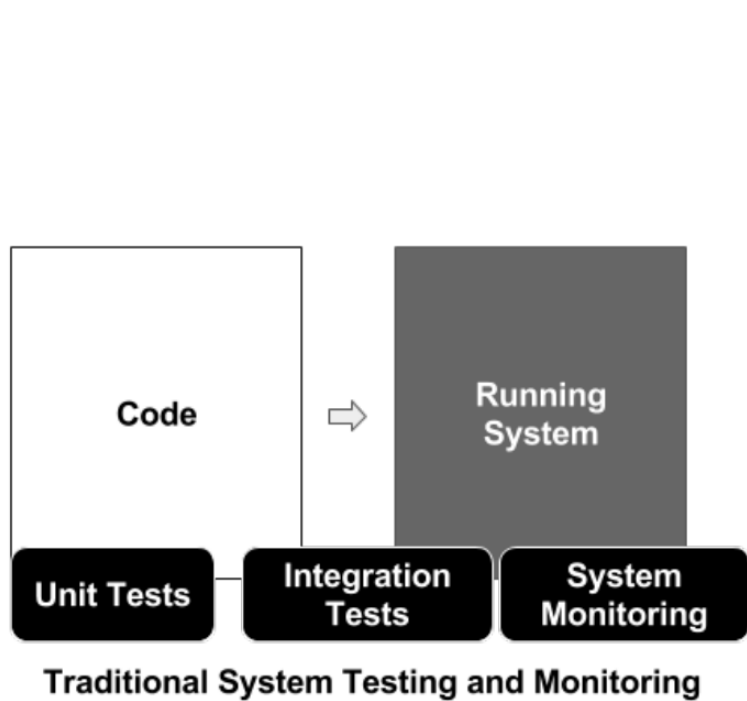 Code
Running
System
Unit Tests
Integration
Tests
System
Monitoring
Traditional System Testing and Monitoring